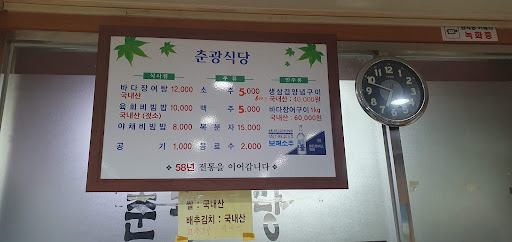 춘광식당
식사류
바다장어탕 12,000
국내산
육회비빔밥 10,000
국내산 (젖소)
야채비빔밥 8,000
공 기 1,000
주 류
소 주 5,000
맥 주 5,000
복 분 자 15,000
음 료 수 2,000
안주류
생삼겹양념구이
국내산 : 40,000원
바다장어구이 1kg
국내산 : 60,000원
보해소주
❖ 58년 전통을 이어갑니다 ❖
쌀 : 국내산
배추김치 : 국내산
녹화중